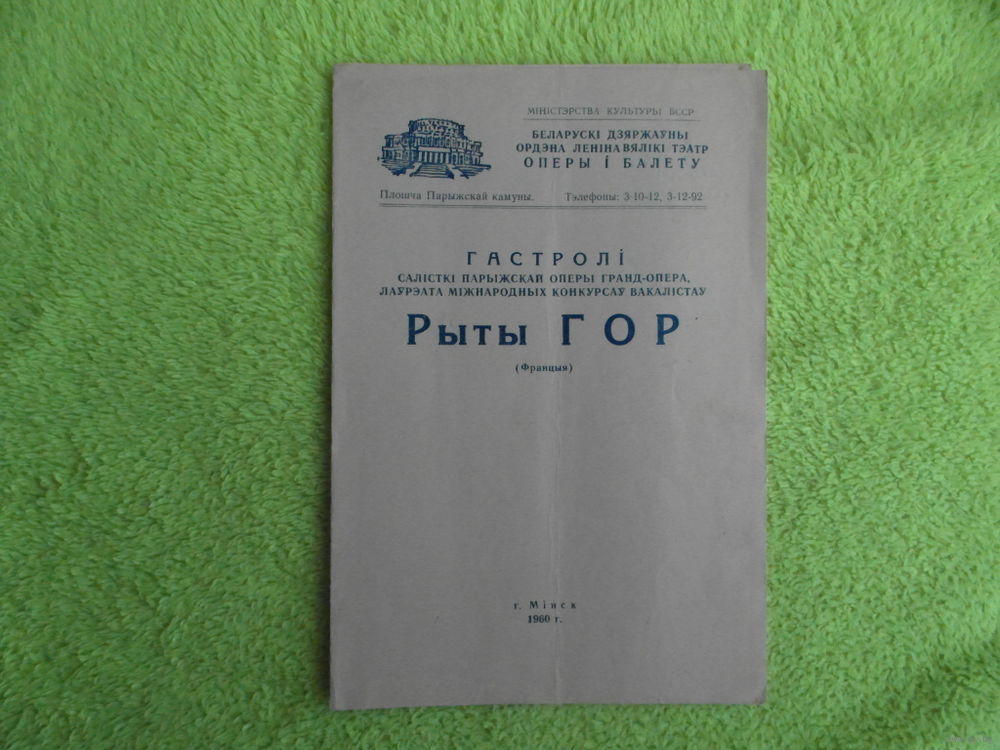 МІНІСТЭРСТВА КУЛЬТУРЫ БССР
БЕЛАРУСКІ ДЗЯРЖАЎНЫ
ОРДЭНА ЛЕНІНА ВЯЛІКІ ТЭАТР
ОПЕРЫ І БАЛЕТУ
Плошча Парыжскай камуны. Тэлефоны: 3-10-12, 3-12-92
ГАСТРОЛІ
САЛІСТКІ ПАРЫЖСКАЙ ОПЕРЫ ГРАНД-ОПЕРА,
ЛАУРЭАТА МІЖНАРОДНЫХ КОНКУРСАЎ ВАКАЛІСТАЎ
Рыты ГОР
(Францыя)
г. Мінск
1960 г.